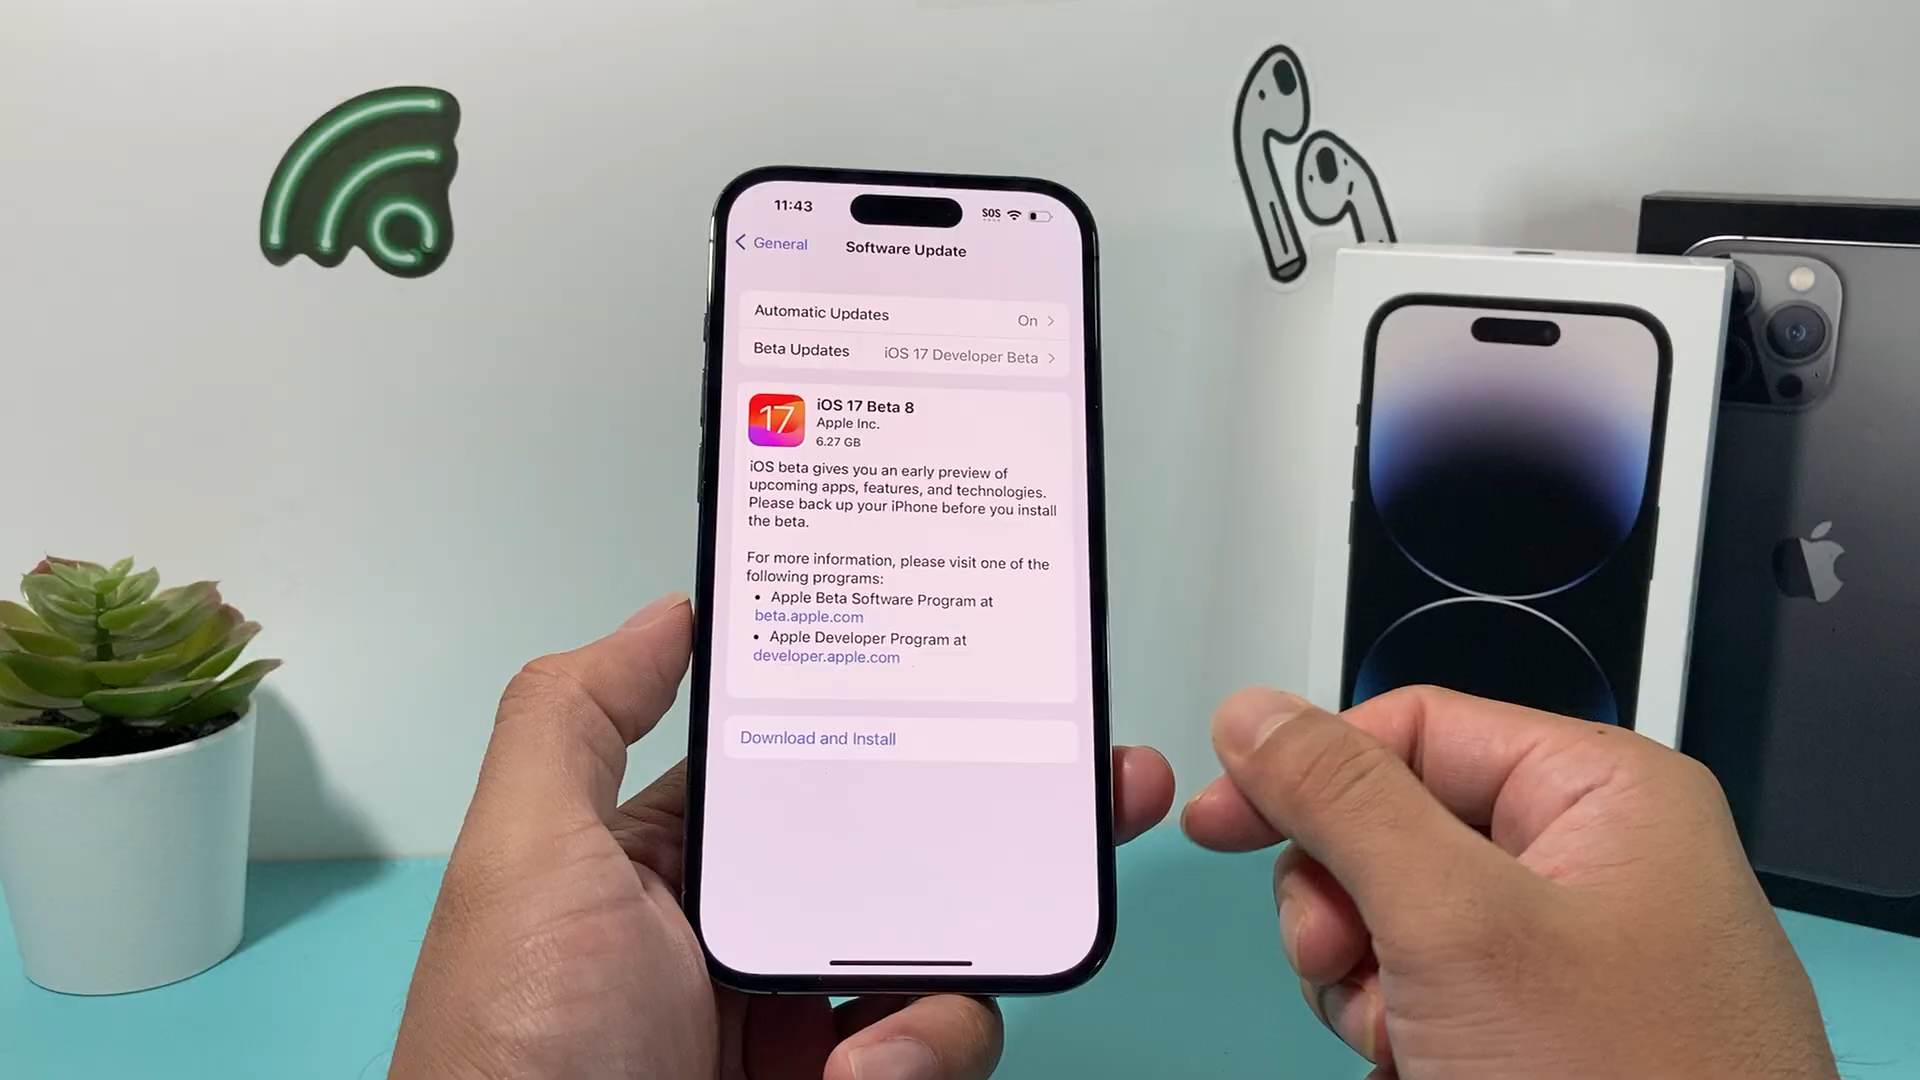 11:43
SOS
General
Software Update
Automatic Updates
On
Beta Updates
iOS 17 Developer Beta
17
iOS 17 Beta 8
Apple Inc.
6.27 GB
iOS beta gives you an early preview of
upcoming apps, features, and technologies.
Please back up your iPhone before you install
the beta.
For more information, please visit one of the
following programs:
• Apple Beta Software Program at
beta.apple.com
• Apple Developer Program at
developer.apple.com
Download and Install